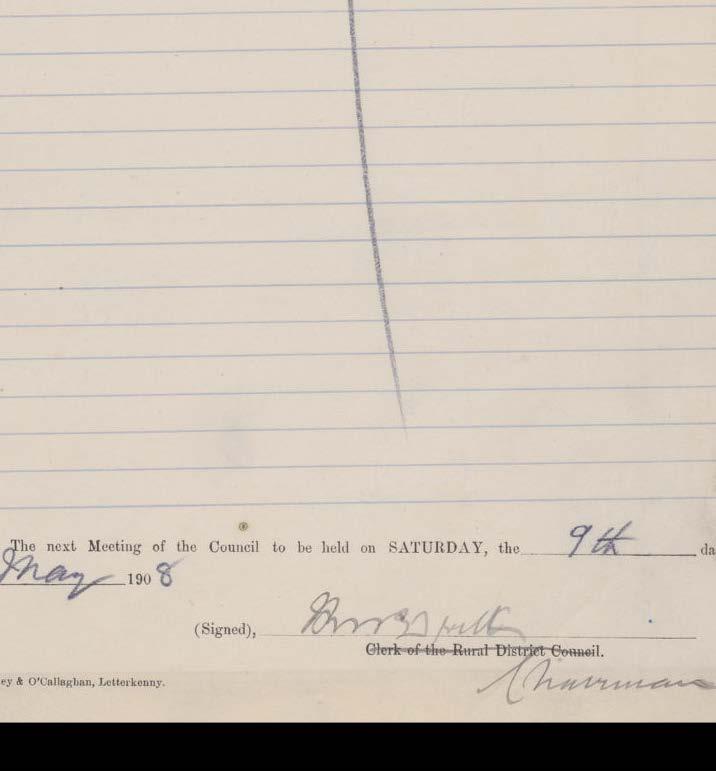 The next Meeting of the Council to be held on SATURDAY, the 9th da
May 1908
(Signed),
Clerk of the Rural District Council.
Chairman
ey & O'Callaghan, Letterkenny.